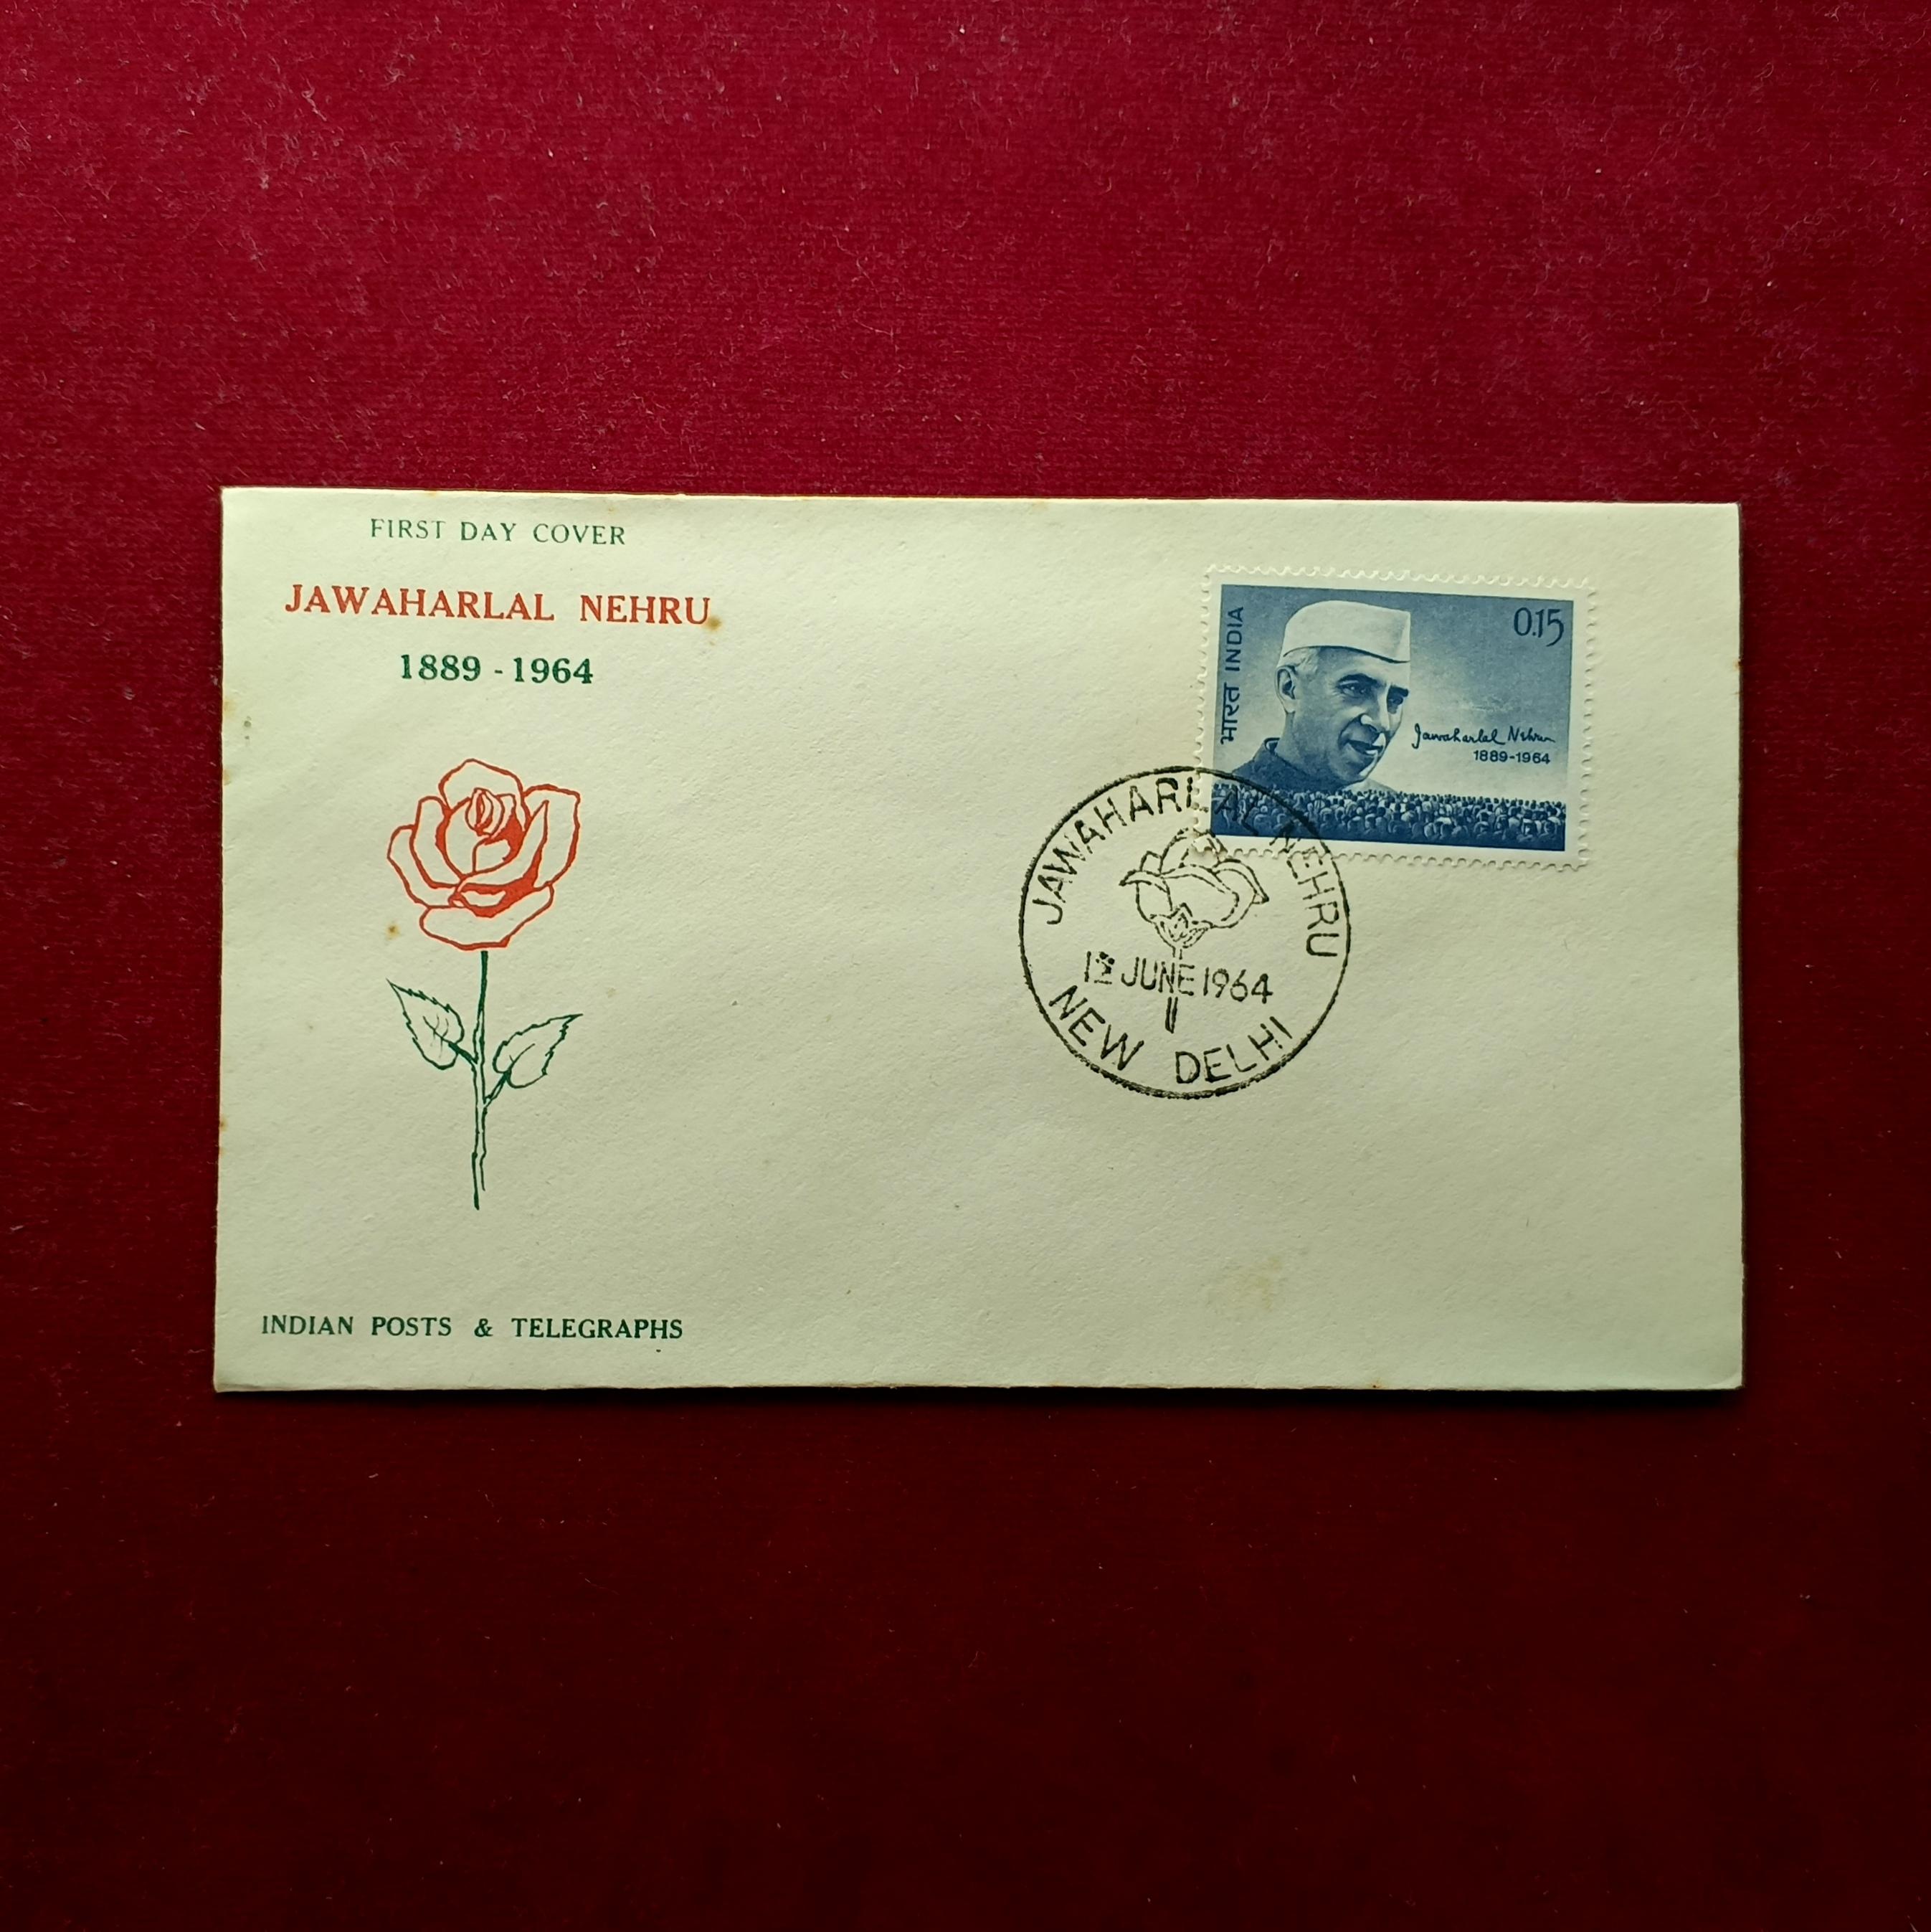 FIRST DAY COVER
JAWAHARLAL NEHRU
1889 - 1964
INDIAN POSTS & TELEGRAPHS
भारत INDIA
0.15
Jawaharlal Nehru
1889-1964
JAWAHARLAL NEHRU
JUNE 1964
NEW DELHI